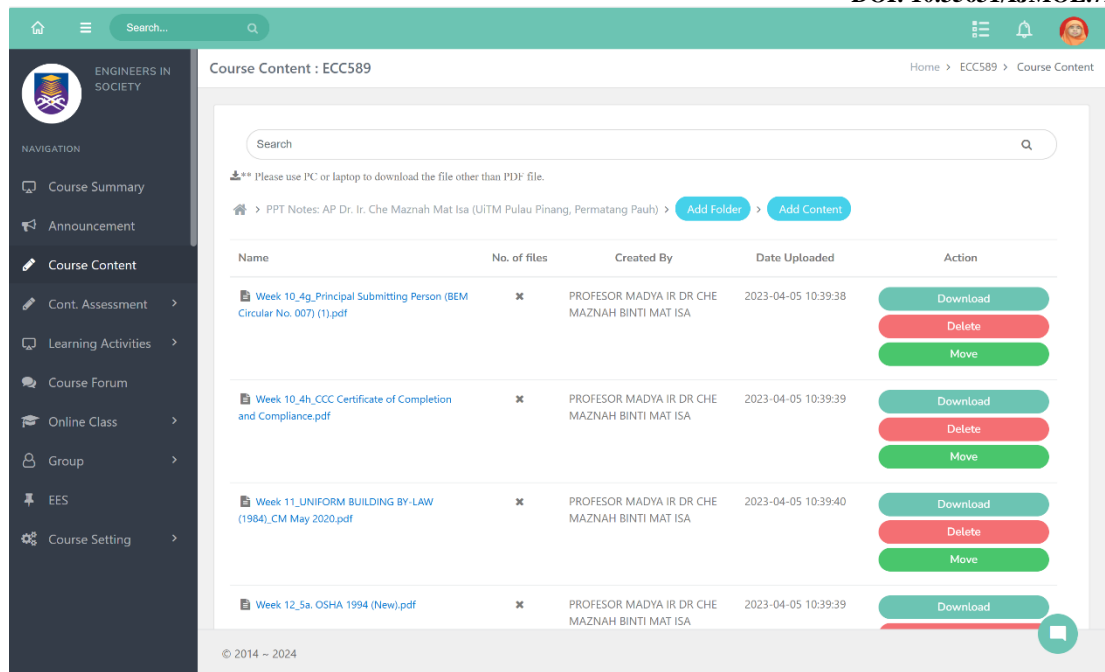 Search...
ENGINEERS IN
SOCIETY
NAVIGATION
Course Summary
Announcement
Course Content
Cont. Assessment
Learning Activities
Course Forum
Online Class
Group
EES
Course Setting
Course Content : ECC589
Home > ECC589 > Course Content
Search
** Please use PC or laptop to download the file other than PDF file.
> PPT Notes: AP Dr. Ir. Che Maznah Mat Isa (UiTM Pulau Pinang, Permatang Pauh) > Add Folder > Add Content
Name No. of files Created By Date Uploaded Action
Week 10_4g_Principal Submitting Person (BEM
Circular No. 007) (1).pdf
PROFESOR MADYA IR DR CHE
MAZNAH BINTI MAT ISA
2023-04-05 10:39:38
Download
Delete
Move
Week 10_4h_CCC Certificate of Completion
and Compliance.pdf
PROFESOR MADYA IR DR CHE
MAZNAH BINTI MAT ISA
2023-04-05 10:39:39
Download
Delete
Move
Week 11_UNIFORM BUILDING BY-LAW
(1984)_CM May 2020.pdf
PROFESOR MADYA IR DR CHE
MAZNAH BINTI MAT ISA
2023-04-05 10:39:40
Download
Delete
Move
Week 12_5a. OSHA 1994 (New).pdf
PROFESOR MADYA IR DR CHE
MAZNAH BINTI MAT ISA
2023-04-05 10:39:39
Download
© 2014 ~ 2024